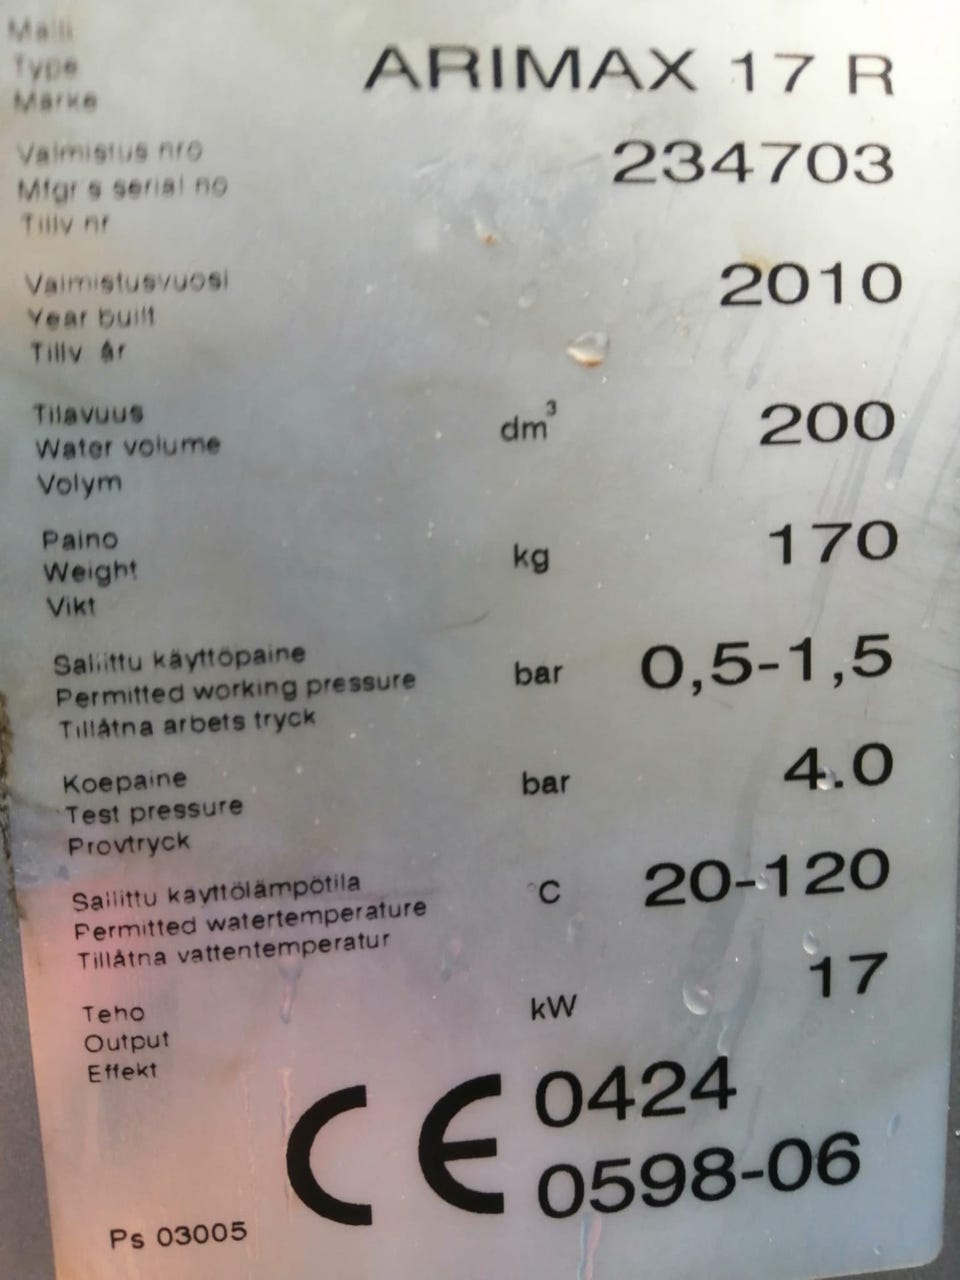 Malli
Type
Marke
ARIMAX 17 R
Valmistus nro
Mfgr s serial no
Tillv nr
234703
Valmistusvuosi
Year built
Tillv år
2010
Tilavuus
Water volume
Volym
dm³
200
Paino
Weight
Vikt
kg
170
Sallittu käyttöpaine
Permitted working pressure
Tillåtna arbets tryck
bar
0,5-1,5
Koepaine
Test pressure
Provtryck
bar
4.0
Sallittu käyttölämpötila
Permitted watertemperature
Tillåtna vattentemperatur
°C
20-120
Teho
Output
Effekt
kW
17
CE
0424
0598-06
Ps 03005